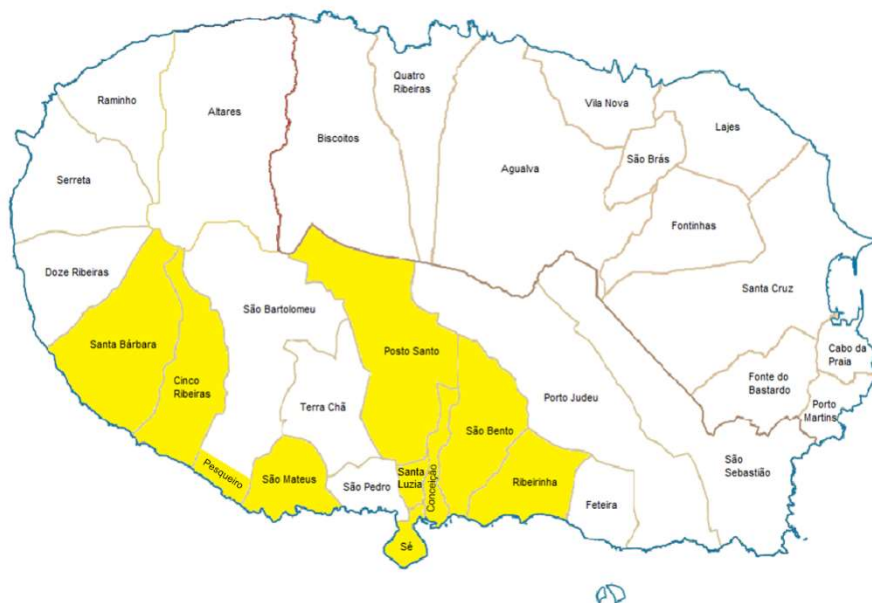 Quatro
Ribeiras
Raminho
Altares
Vila Nova
Lajes
Biscoitos
São Brás
Agualva
Serreta
Fontinhas
Doze Ribeiras
Santa Cruz
São Bartolomeu
Santa Bárbara
Posto Santo
Cabo da
Praia
Cinco
Ribeiras
Fonte do
Bastardo
Terra Chã
Porto Judeu
Porto
Martins
São Bento
São
Sebastião
Pesqueiro
São Mateus
São Pedro
Santa
Luzia
Conceição
Ribeirinha
Feteira
Sé